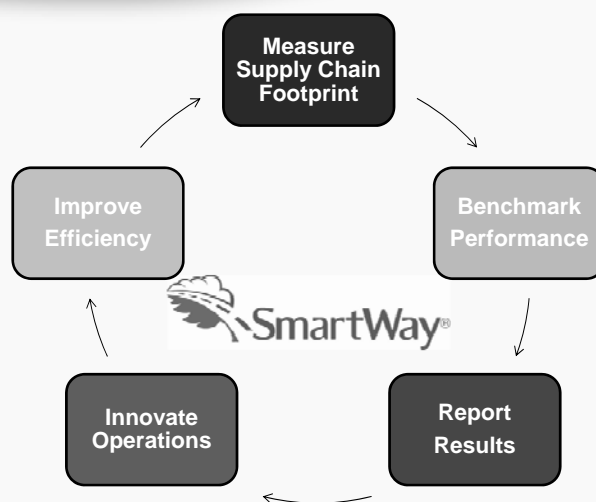 Measure
Supply Chain
Footprint
Improve
Efficiency
Benchmark
Performance
SmartWay®
Innovate
Operations
Report
Results